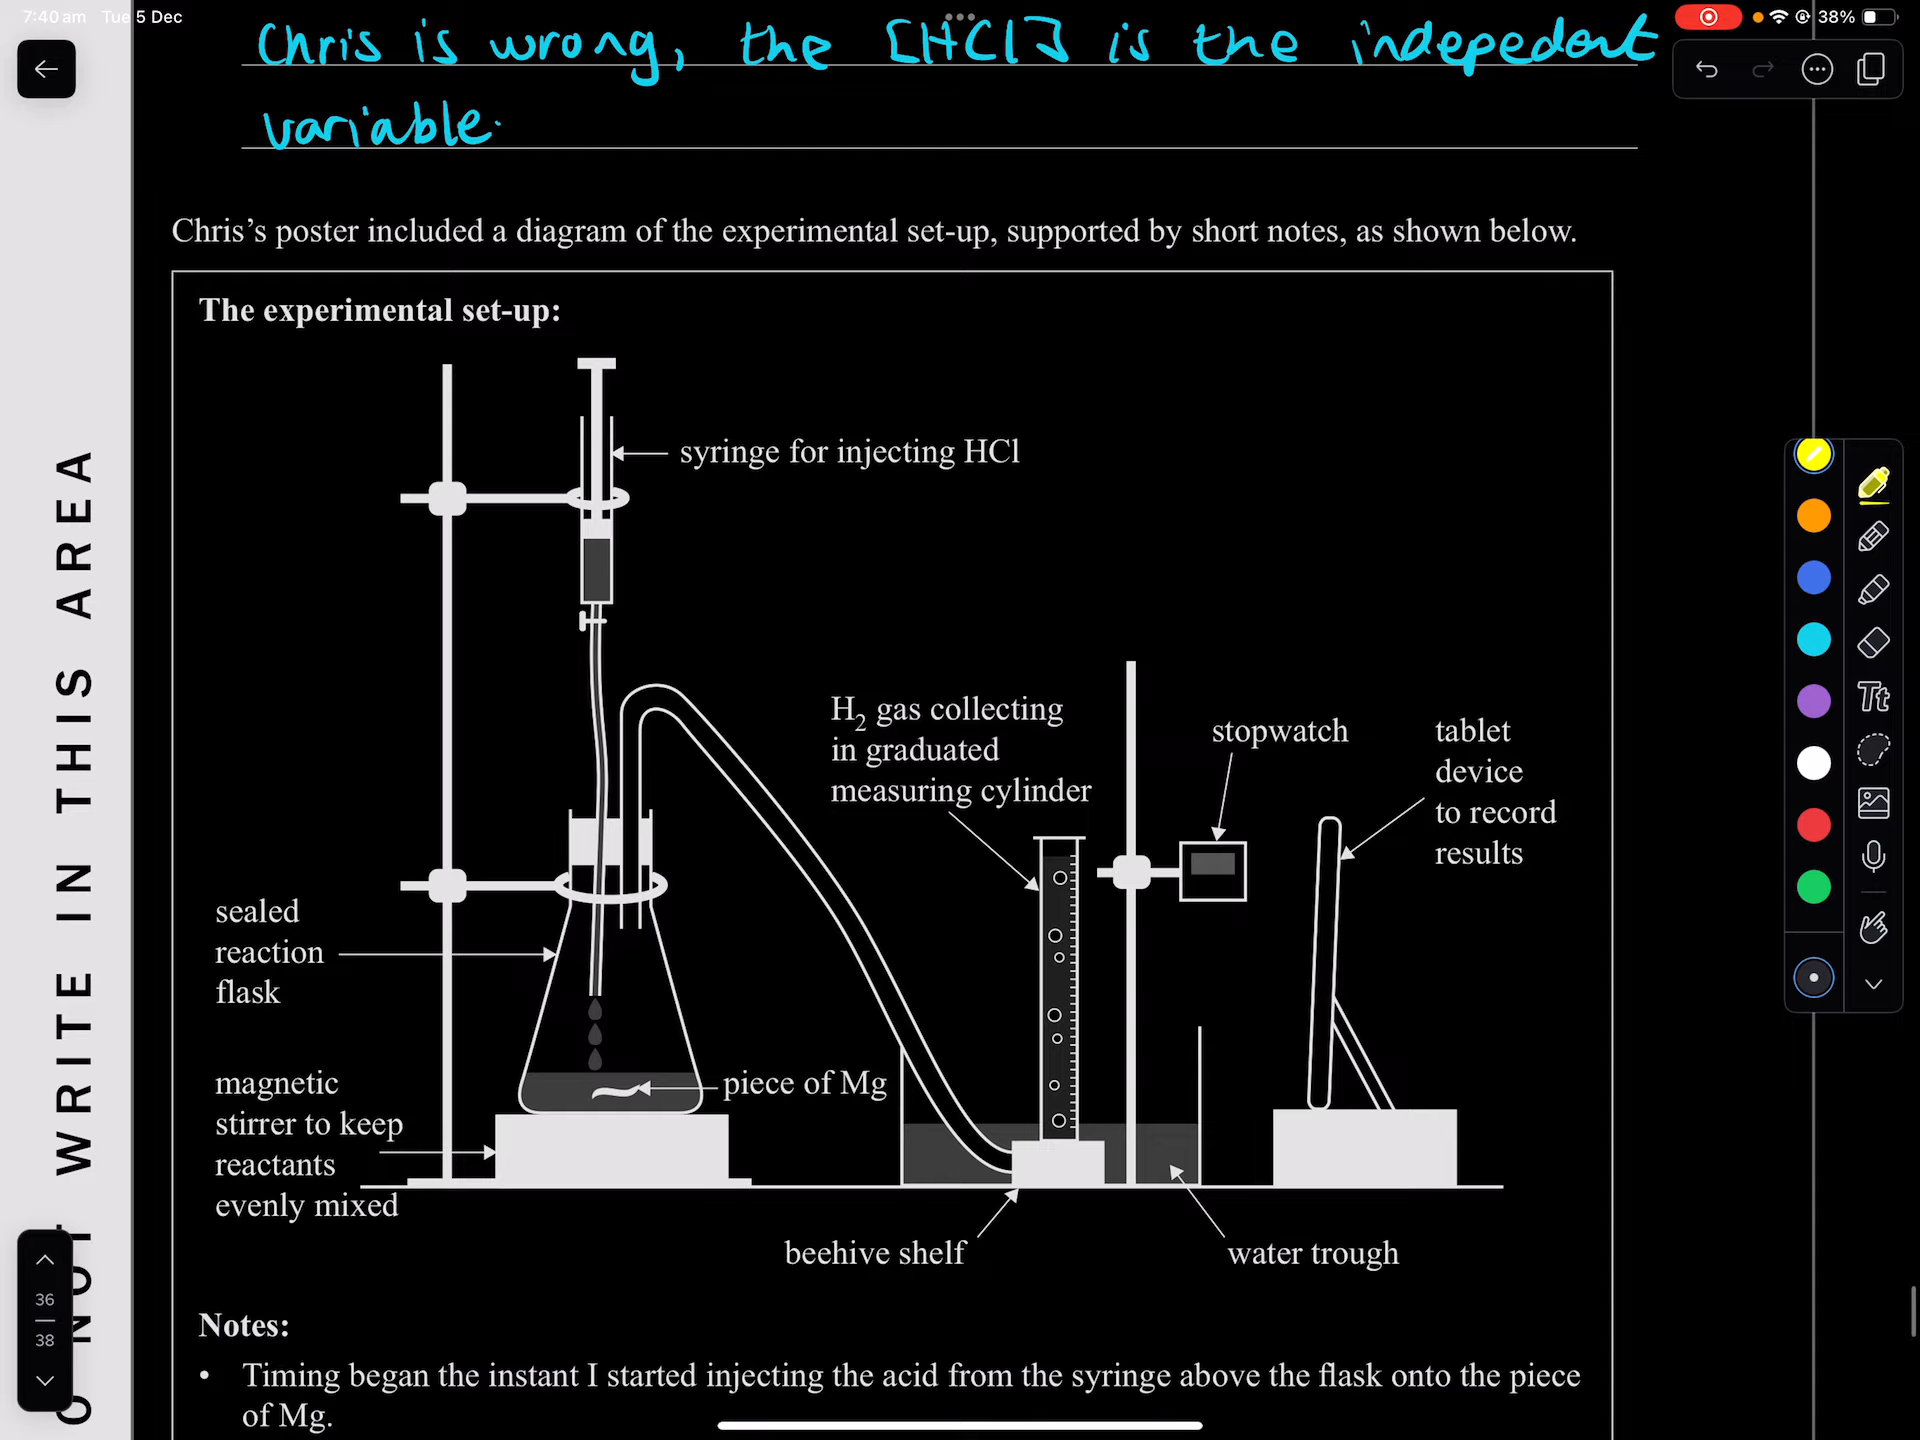 7:40 am Tue 5 Dec
38%
Chris is wrong, the [HCl] is the indepedent
variable.
Chris's poster included a diagram of the experimental set-up, supported by short notes, as shown below.
The experimental set-up:
syringe for injecting HCl
H2 gas collecting
in graduated
measuring cylinder
stopwatch
tablet
device
to record
results
sealed
reaction
flask
piece of Mg
magnetic
stirrer to keep
reactants
evenly mixed
beehive shelf
water trough
Notes:
• Timing began the instant I started injecting the acid from the syringe above the flask onto the piece
of Mg.
O NOT WRITE IN THIS AREA
36
38
Tt